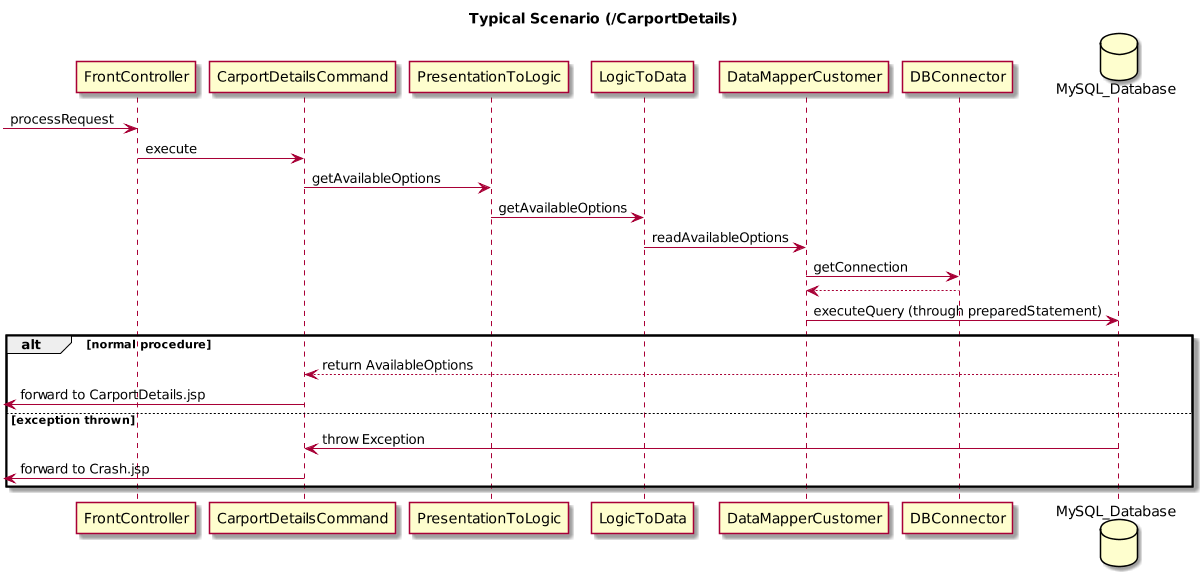 Typical Scenario (/CarportDetails)
FrontController
CarportDetailsCommand
PresentationToLogic
LogicToData
DataMapperCustomer
DBConnector
MySQL_Database
processRequest
execute
getAvailableOptions
getAvailableOptions
readAvailableOptions
getConnection
executeQuery (through preparedStatement)
alt [normal procedure]
return AvailableOptions
forward to CarportDetails.jsp
[exception thrown]
throw Exception
forward to Crash.jsp
FrontController
CarportDetailsCommand
PresentationToLogic
LogicToData
DataMapperCustomer
DBConnector
MySQL_Database